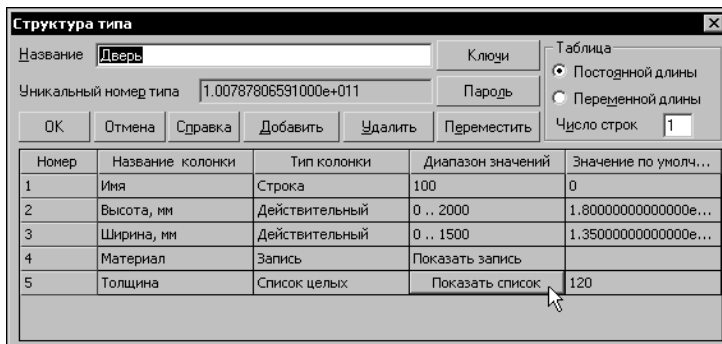 Структура типа
Название Дверь Ключи Таблица
Уникальный номер типа 1.00787806591000e+011 Пароль Постоянной длины
Переменной длины
ОК Отмена Справка Добавить Удалить Переместить Число строк 1
Номер Название колонки Тип колонки Диапазон значений Значение по умолч...
1 Имя Строка 100 0
2 Высота, мм Действительный 0 .. 2000 1.80000000000000e...
3 Ширина, мм Действительный 0 .. 1500 1.35000000000000e...
4 Материал Запись Показать запись
5 Толщина Список целых Показать список 120